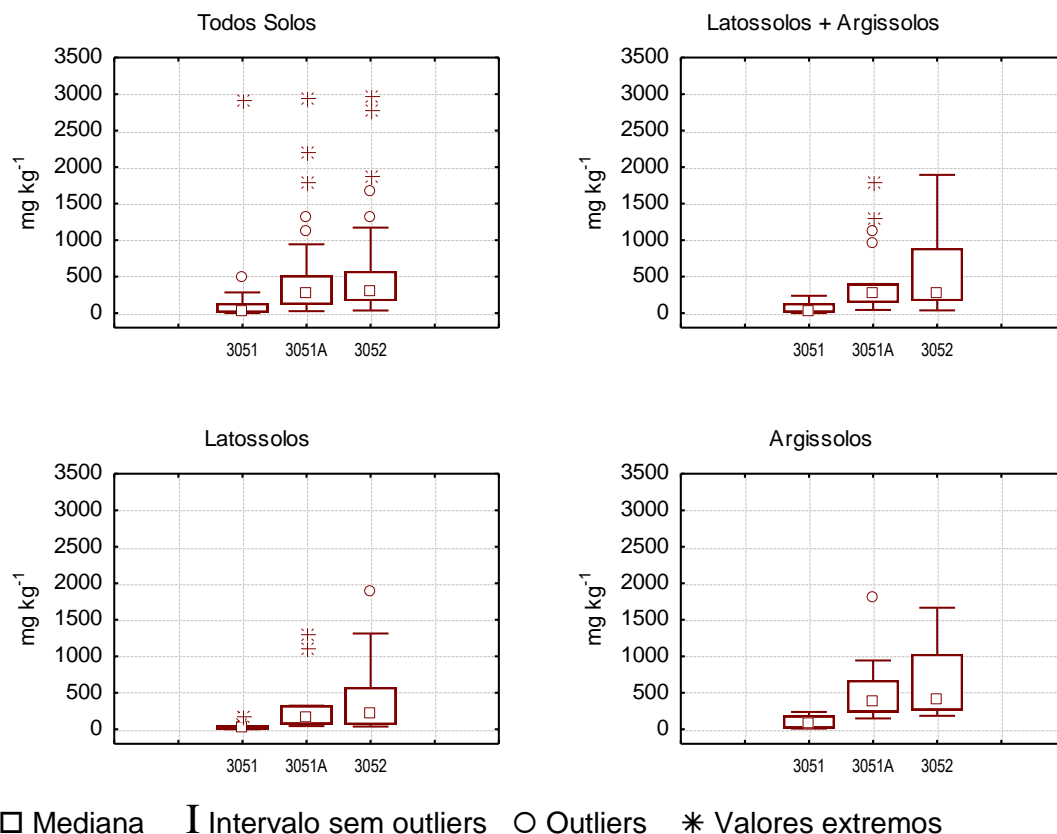 Todos Solos
3500
3000
2500
2000
1500
1000
500
0
mg kg-1
3051 3051A 3052
Latossolos + Argissolos
3500
3000
2500
2000
1500
1000
500
0
mg kg-1
3051 3051A 3052
Latossolos
3500
3000
2500
2000
1500
1000
500
0
mg kg-1
3051 3051A 3052
Argissolos
3500
3000
2500
2000
1500
1000
500
0
mg kg-1
3051 3051A 3052
Mediana Intervalo sem outliers Outliers Valores extremos